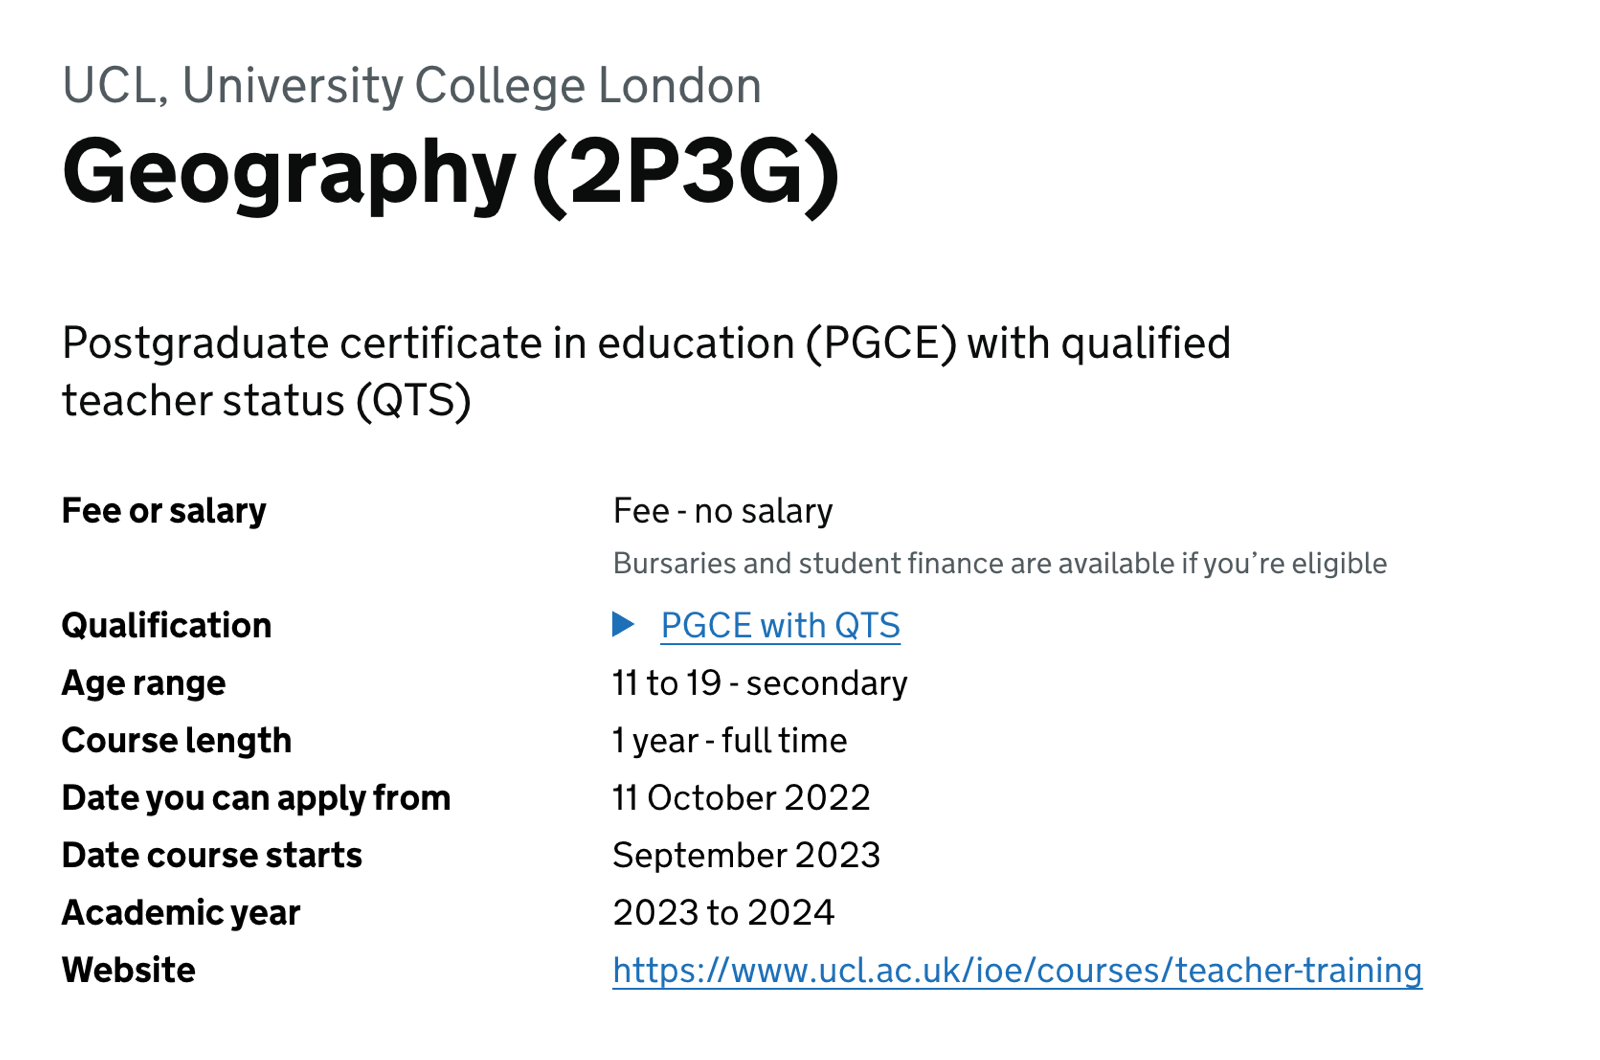 UCL, University College London
Geography (2P3G)
Postgraduate certificate in education (PGCE) with qualified
teacher status (QTS)
Fee or salary
Fee - no salary
Bursaries and student finance are available if you’re eligible
Qualification
PGCE with QTS
Age range
11 to 19 - secondary
Course length
1 year - full time
Date you can apply from
11 October 2022
Date course starts
September 2023
Academic year
2023 to 2024
Website
https://www.ucl.ac.uk/ioe/courses/teacher-training